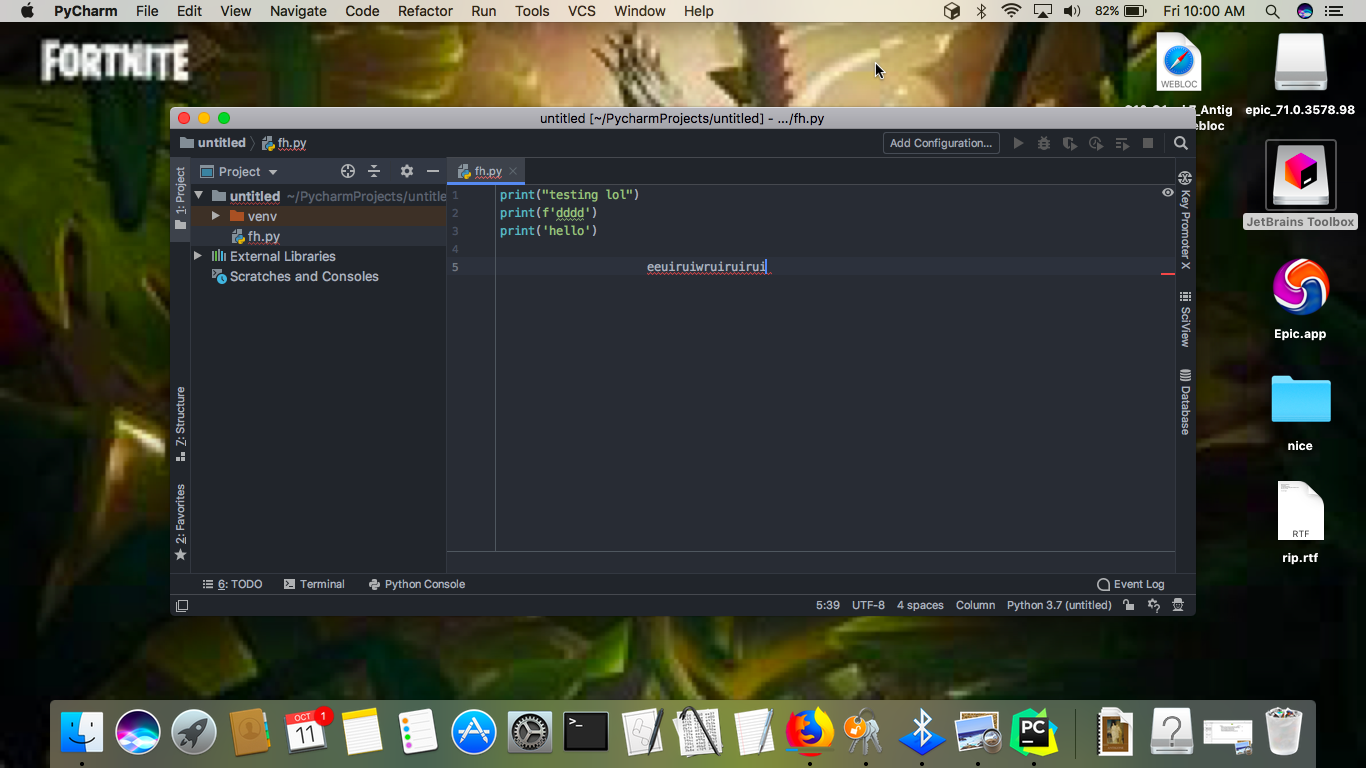 PyCharm File Edit View Navigate Code Refactor Run Tools VCS Window Help 82% Fri 10:00 AM
FORTNITE
WEBLOC
epic_71.0.3578.98
untitled [~/PycharmProjects/untitled] - .../fh.py
untitled fh.py Add Configuration...
1: Project
Project
fh.py
untitled ~/PycharmProjects/untitle
venv
fh.py
External Libraries
Scratches and Consoles
1 print("testing lol")
2 print(f'dddd')
3 print('hello')
4
5 eeuiruiwruiruirui
Key Promoter X
SciView
Database
JetBrains Toolbox
Epic.app
nice
RTF
rip.rtf
7: Structure
2: Favorites
6: TODO Terminal Python Console Event Log
5:39 UTF-8 4 spaces Column Python 3.7 (untitled)
OCT
11
1
PC